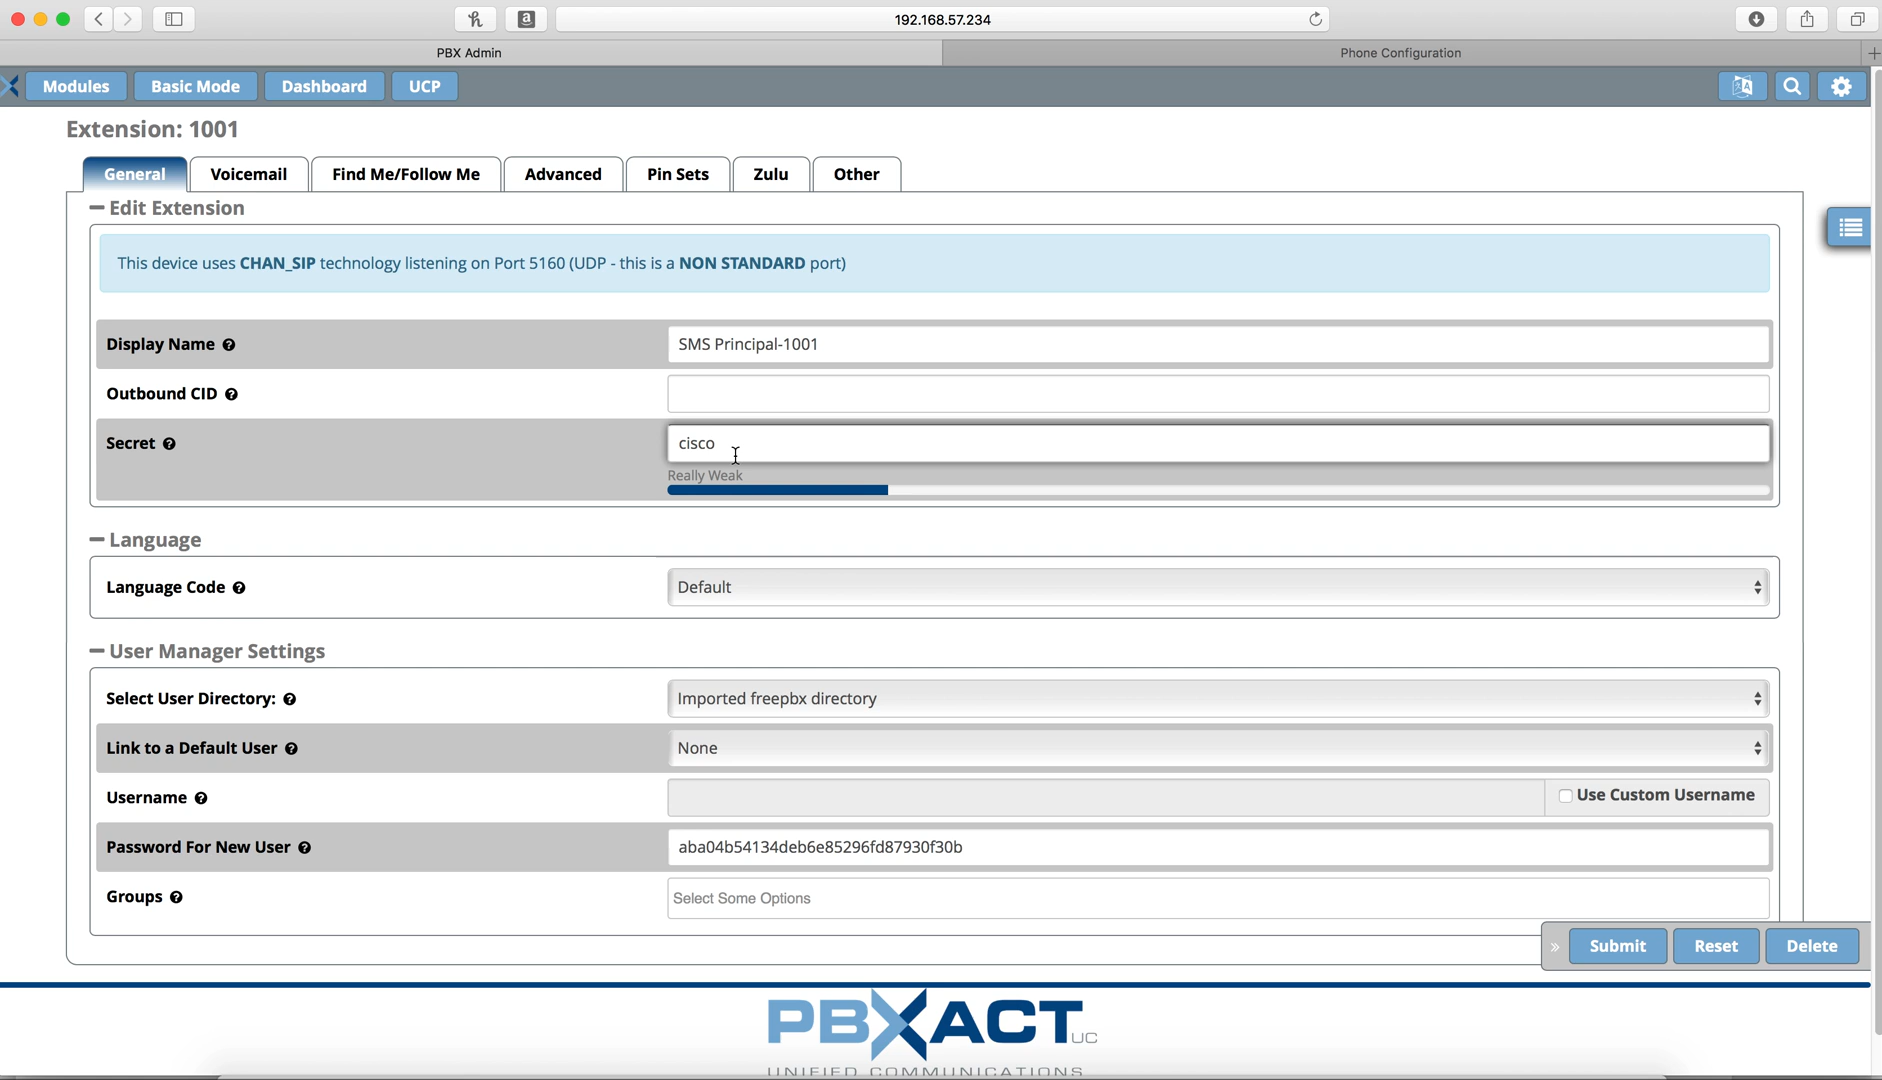 192.168.57.234
PBX Admin
Phone Configuration
Modules
Basic Mode
Dashboard
UCP
Extension: 1001
General
Voicemail
Find Me/Follow Me
Advanced
Pin Sets
Zulu
Other
Edit Extension
This device uses CHAN_SIP technology listening on Port 5160 (UDP - this is a NON STANDARD port)
Display Name
SMS Principal-1001
Outbound CID
Secret
cisco
Really Weak
Language
Language Code
Default
User Manager Settings
Select User Directory:
Imported freepbx directory
Link to a Default User
None
Username
Use Custom Username
Password For New User
aba04b54134deb6e85296fd87930f30b
Groups
Select Some Options
» Submit Reset Delete
PBXACT UC
UNIFIED COMMUNICATIONS